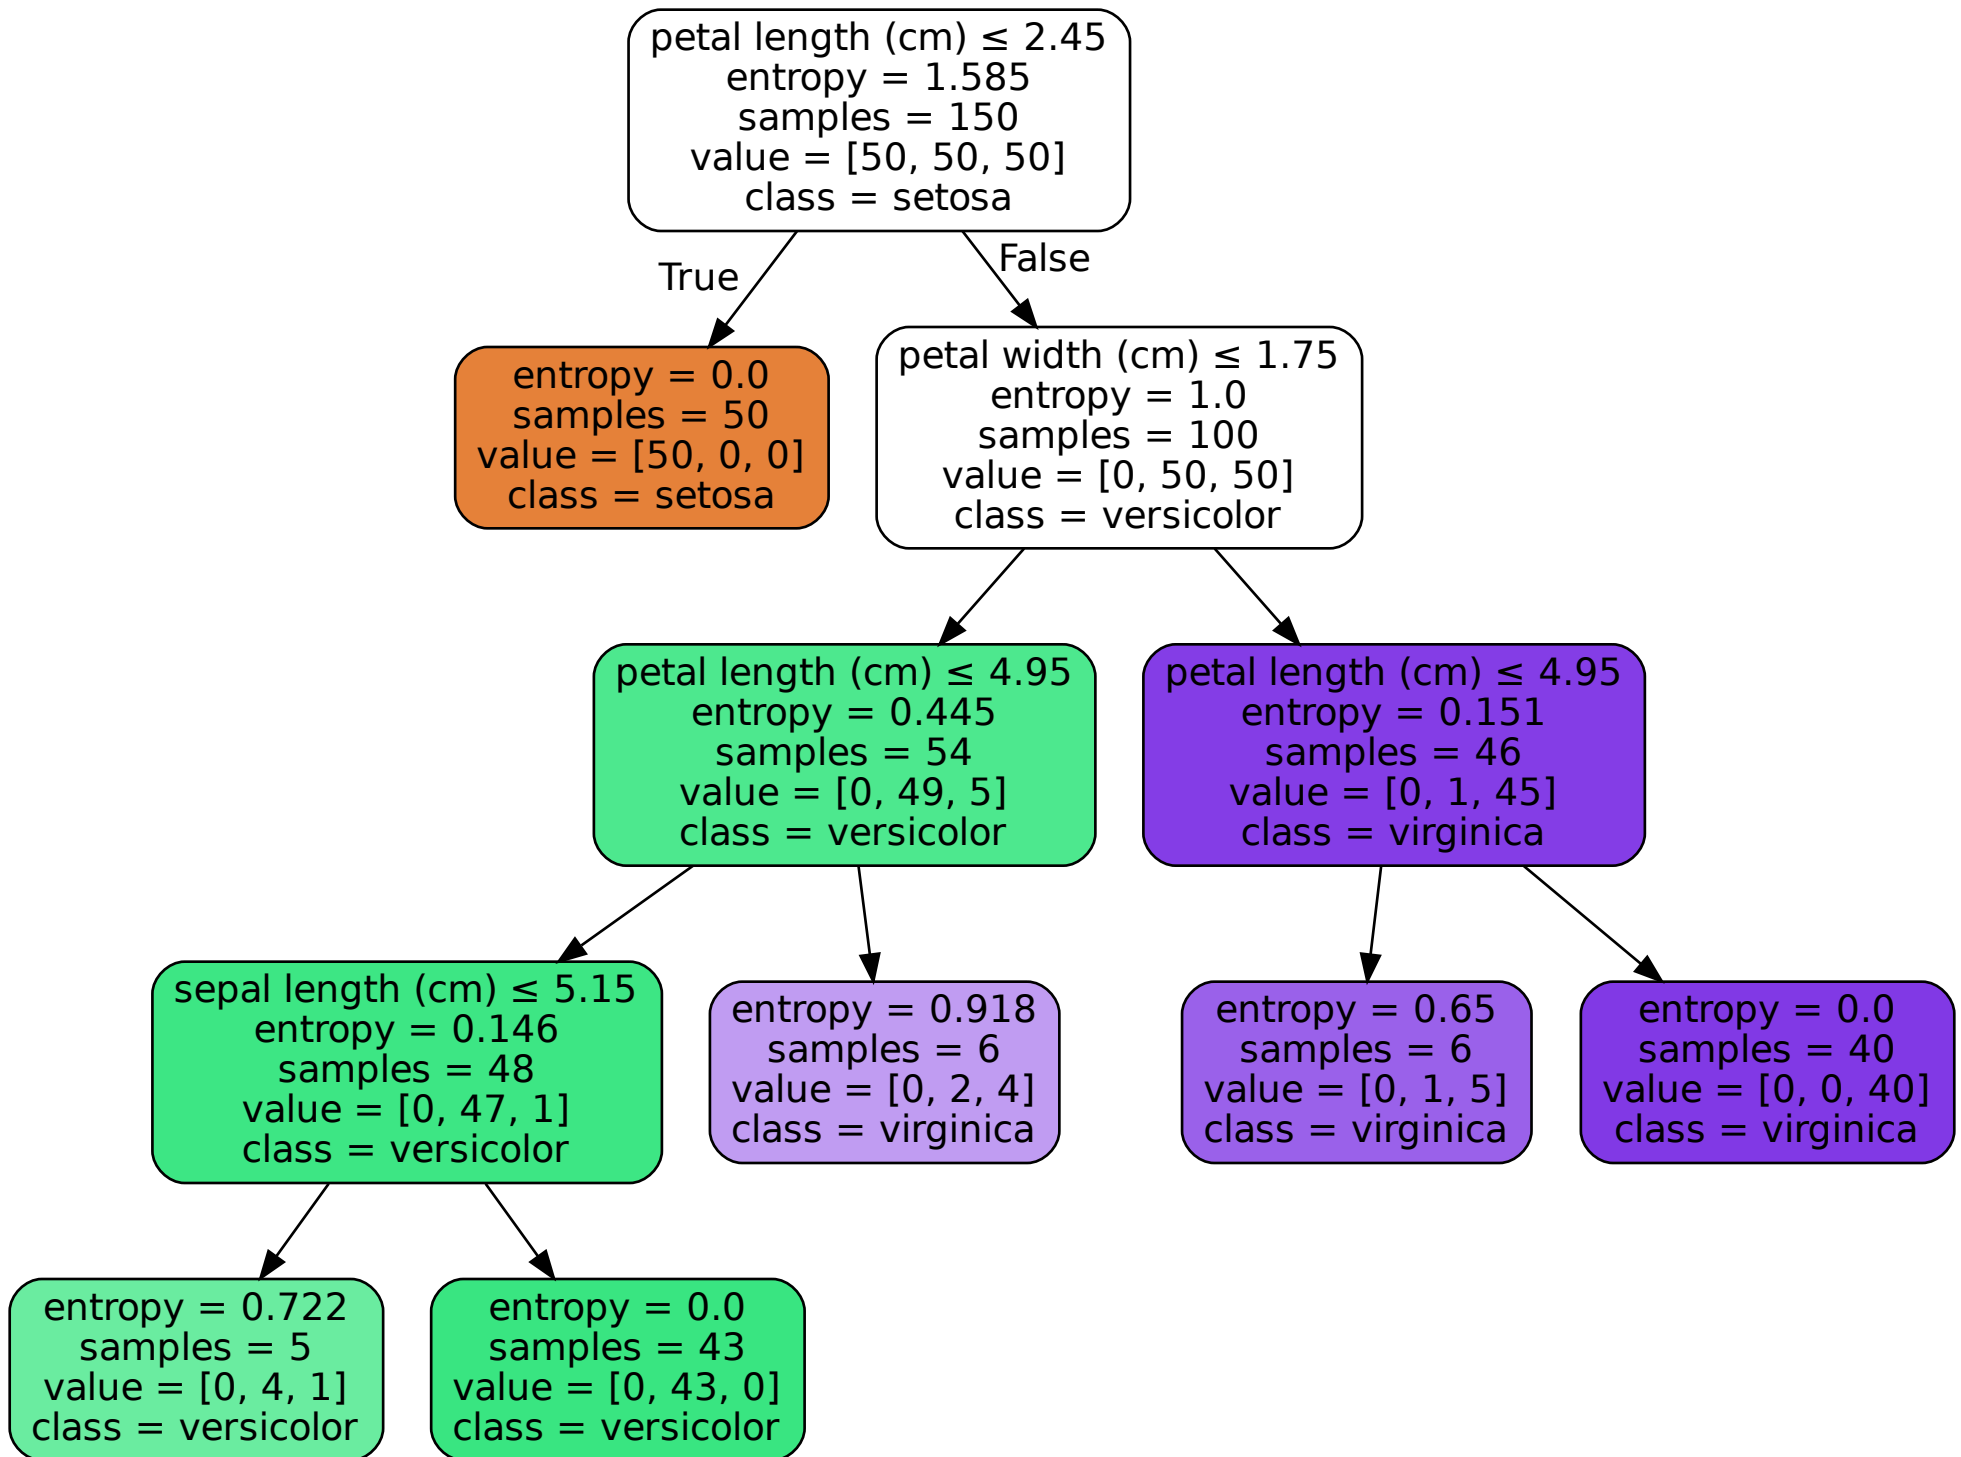 petal length (cm) ≤ 2.45
entropy = 1.585
samples = 150
value = [50, 50, 50]
class = setosa
True
False
entropy = 0.0
samples = 50
value = [50, 0, 0]
class = setosa
petal width (cm) ≤ 1.75
entropy = 1.0
samples = 100
value = [0, 50, 50]
class = versicolor
petal length (cm) ≤ 4.95
entropy = 0.445
samples = 54
value = [0, 49, 5]
class = versicolor
petal length (cm) ≤ 4.95
entropy = 0.151
samples = 46
value = [0, 1, 45]
class = virginica
sepal length (cm) ≤ 5.15
entropy = 0.146
samples = 48
value = [0, 47, 1]
class = versicolor
entropy = 0.918
samples = 6
value = [0, 2, 4]
class = virginica
entropy = 0.65
samples = 6
value = [0, 1, 5]
class = virginica
entropy = 0.0
samples = 40
value = [0, 0, 40]
class = virginica
entropy = 0.722
samples = 5
value = [0, 4, 1]
class = versicolor
entropy = 0.0
samples = 43
value = [0, 43, 0]
class = versicolor